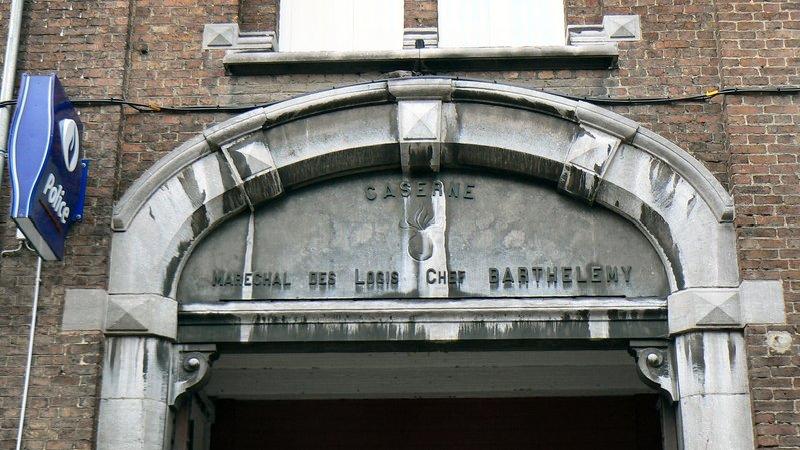 CASERNE
MARECHAL DES LOGIS CHEF BARTHELEMY
Police